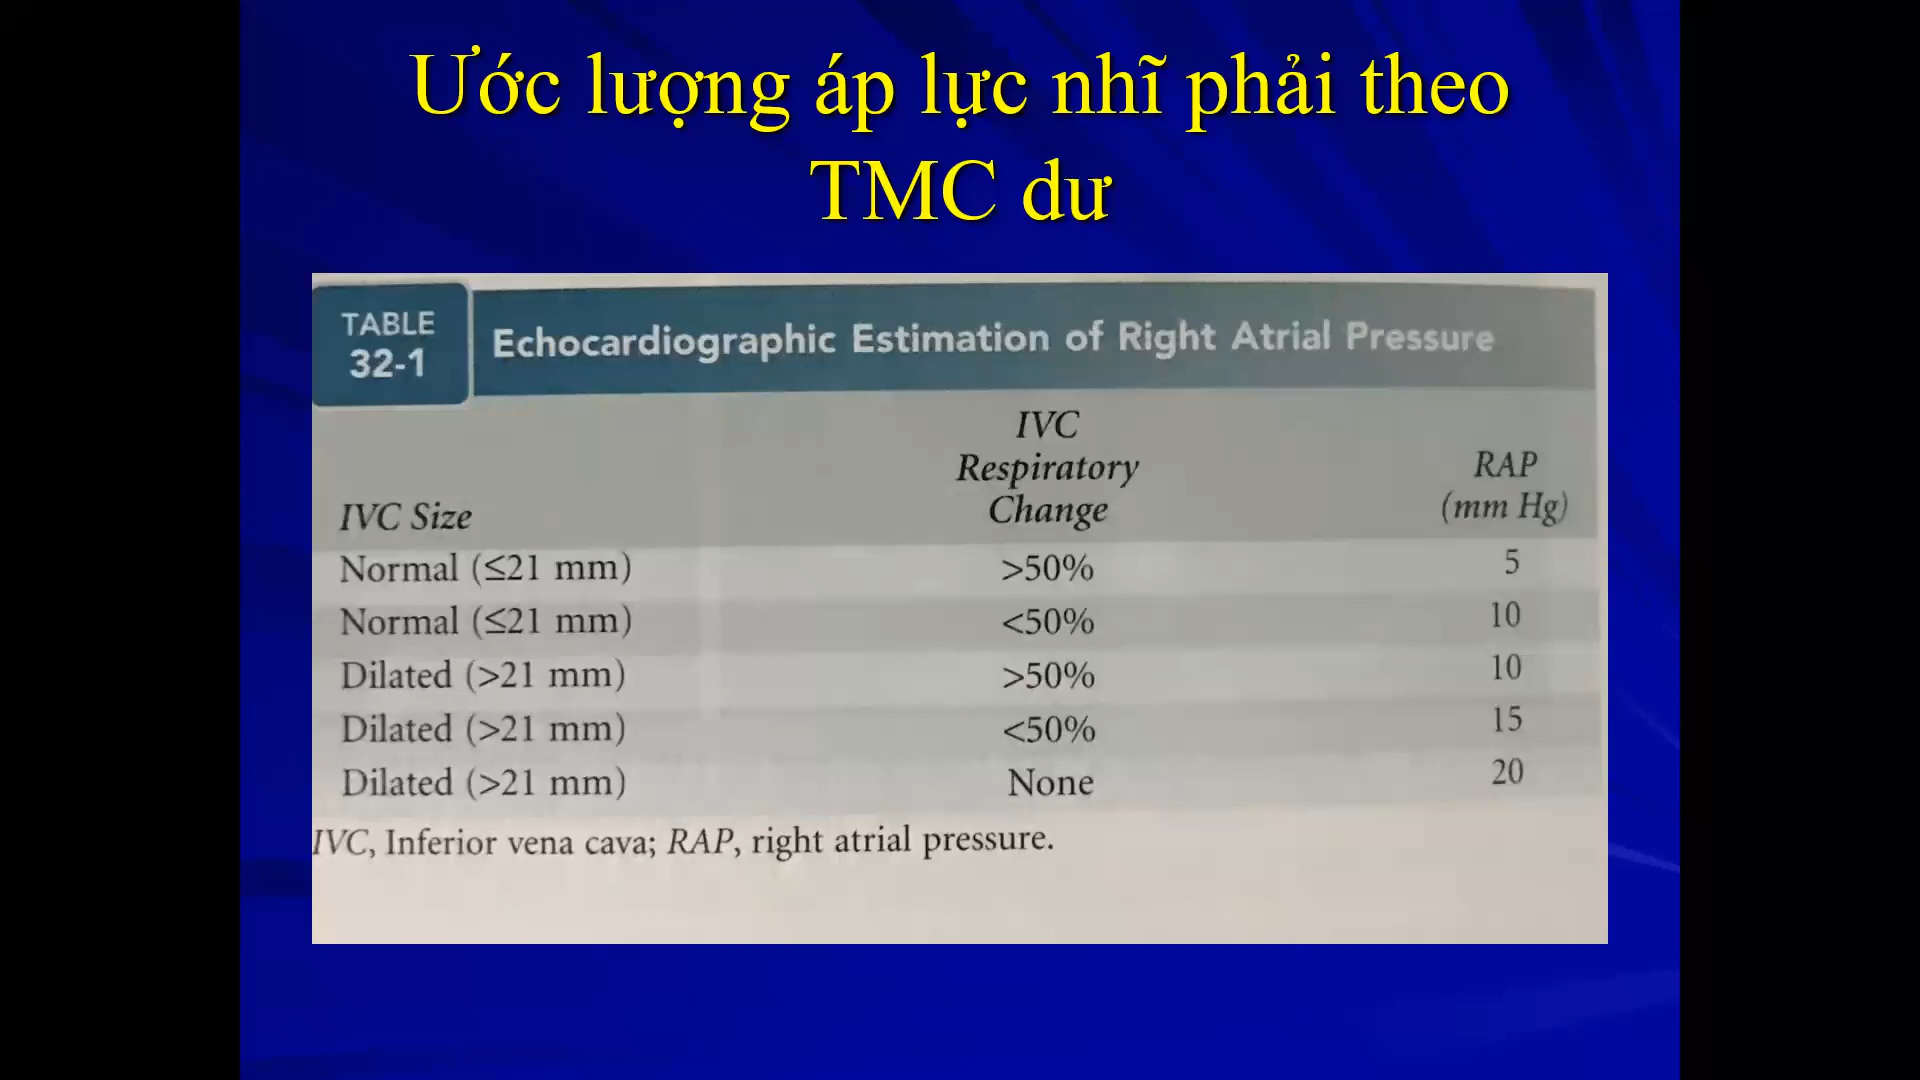 Ước lượng áp lực nhĩ phải theo
TMC dư
TABLE
32-1
Echocardiographic Estimation of Right Atrial Pressure
IVC Size
IVC
Respiratory
Change
RAP
(mm Hg)
Normal (≤21 mm) >50% 5
Normal (≤21 mm) <50% 10
Dilated (>21 mm) >50% 10
Dilated (>21 mm) <50% 15
Dilated (>21 mm) None 20
IVC, Inferior vena cava; RAP, right atrial pressure.